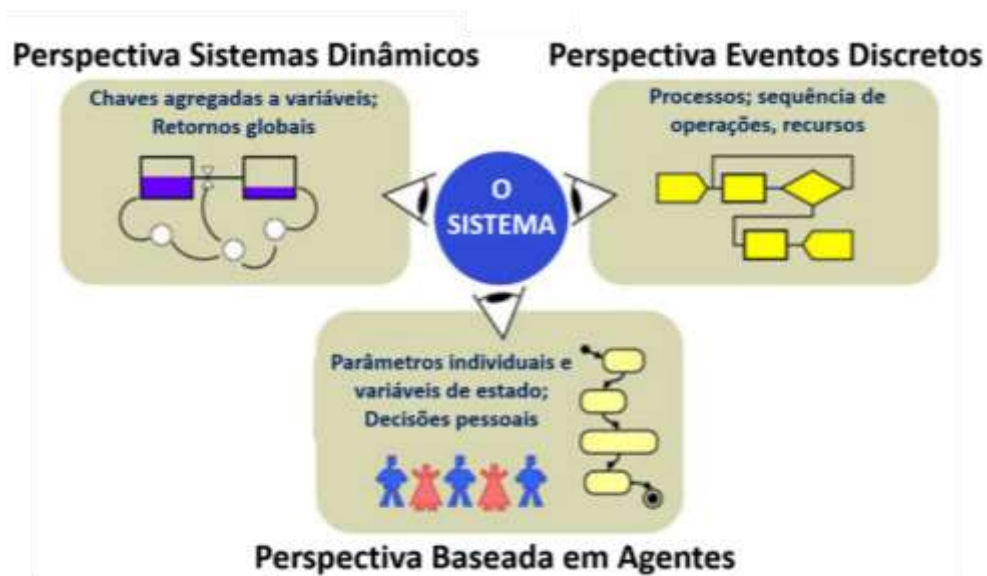 Perspectiva Sistemas Dinâmicos
Chaves agregadas a variáveis;
Retornos globais
Perspectiva Eventos Discretos
Processos; sequência de
operações, recursos
O
SISTEMA
Parâmetros individuais e
variáveis de estado;
Decisões pessoais
Perspectiva Baseada em Agentes